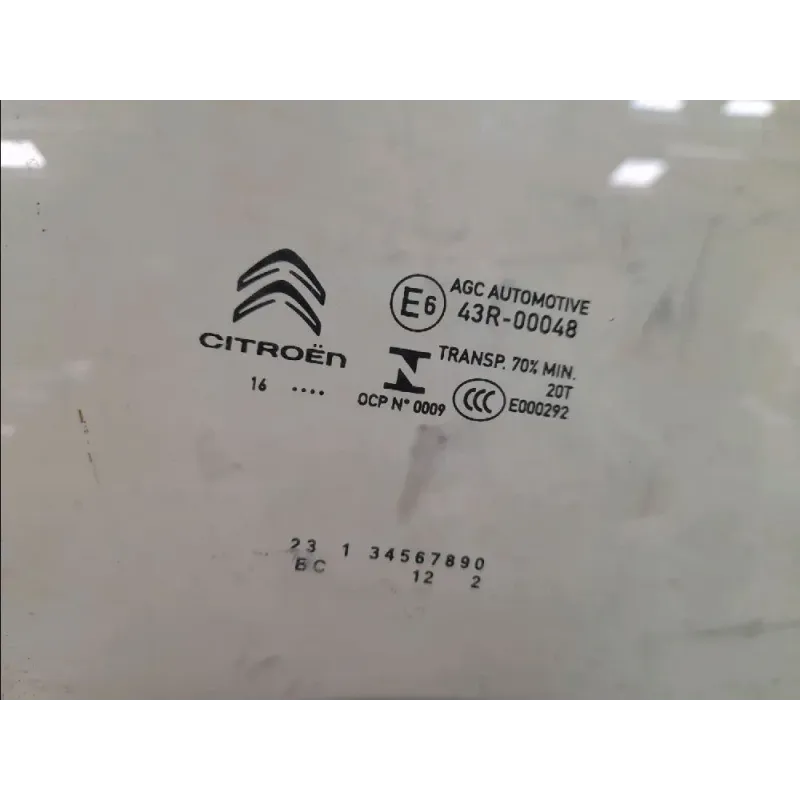 CITROËN
16 ....
E6
AGC AUTOMOTIVE
43R-00048
TRANSP. 70% MIN.
20T
OCP N° 0009
CCC
E000292
23 1 34567890
BC 12 2